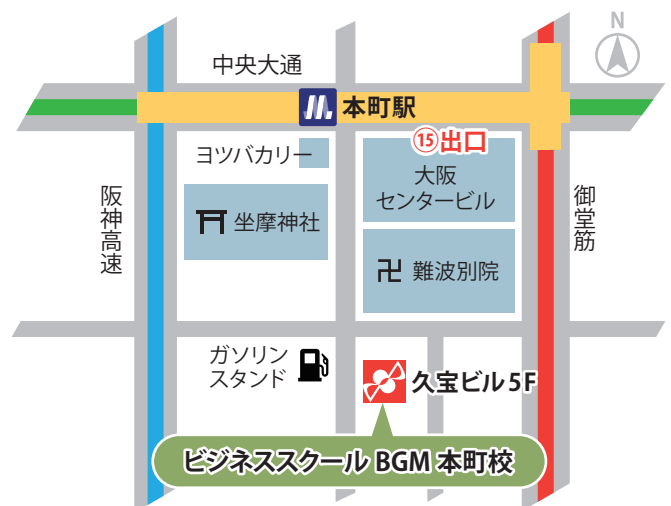 N
中央大通
本町駅
⑮出口
ヨツバカリー
大阪
センタービル
阪神高速
坐摩神社
御堂筋
卍 難波別院
ガソリン
スタンド
久宝ビル5F
ビジネススクール BGM 本町校